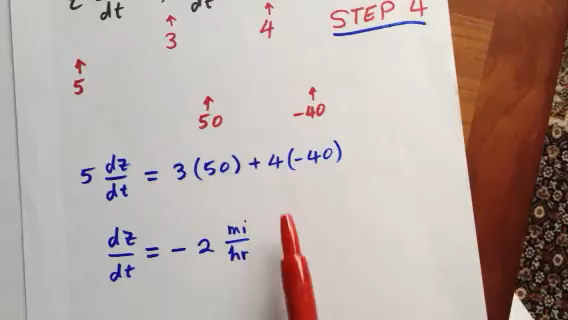 z dt dt
STEP 4
↑ ↑ ↑
5 3 4
↑ ↑
50 -40
5 dz/dt = 3(50) + 4(-40)
dz/dt = - 2 mi/hr